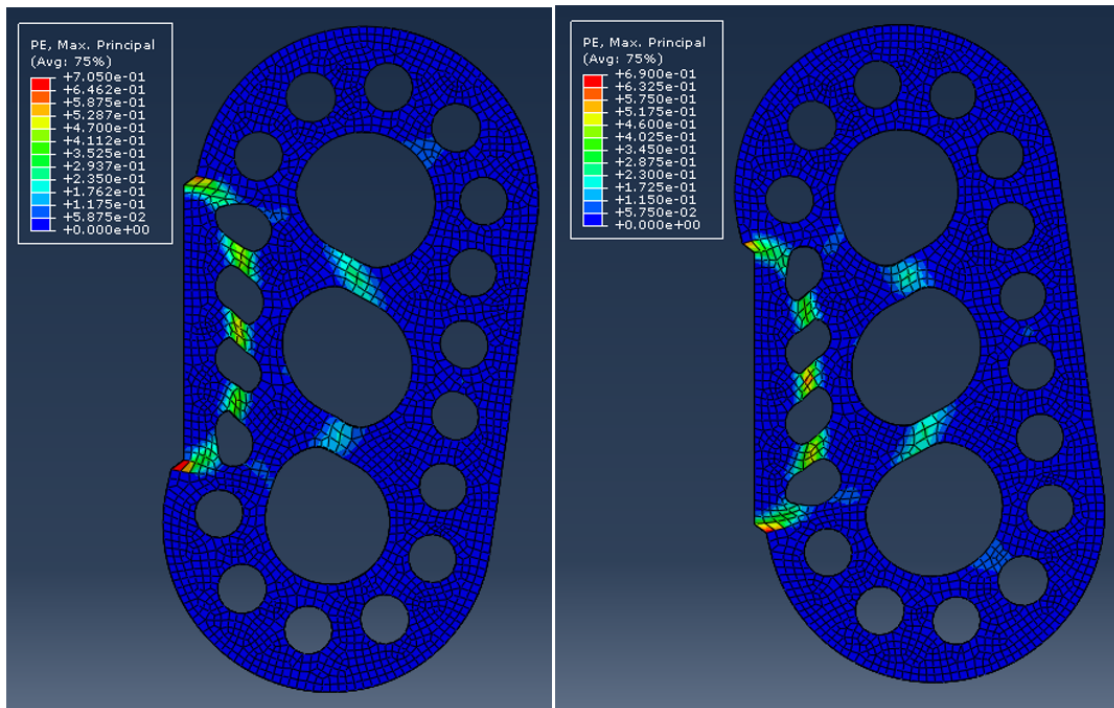 PE, Max. Principal
(Avg: 75%)
+7.050e-01
+6.462e-01
+5.875e-01
+5.287e-01
+4.700e-01
+4.112e-01
+3.525e-01
+2.937e-01
+2.350e-01
+1.762e-01
+1.175e-01
+5.875e-02
+0.000e+00
PE, Max. Principal
(Avg: 75%)
+6.900e-01
+6.325e-01
+5.750e-01
+5.175e-01
+4.600e-01
+4.025e-01
+3.450e-01
+2.875e-01
+2.300e-01
+1.725e-01
+1.150e-01
+5.750e-02
+0.000e+00